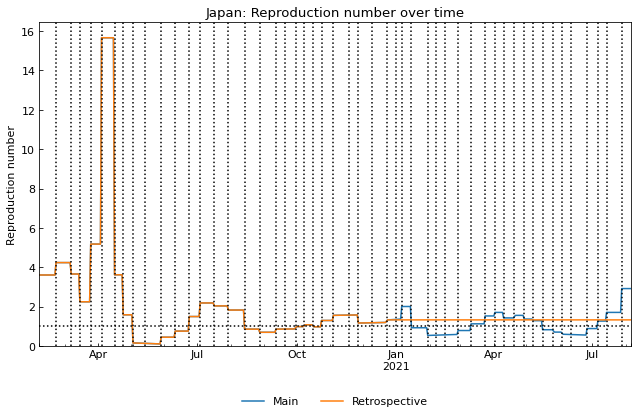 Japan: Reproduction number over time
Reproduction number
16
14
12
10
8
6
4
2
0
Apr
Jul
Oct
Jan
2021
Apr
Jul
Main
Retrospective